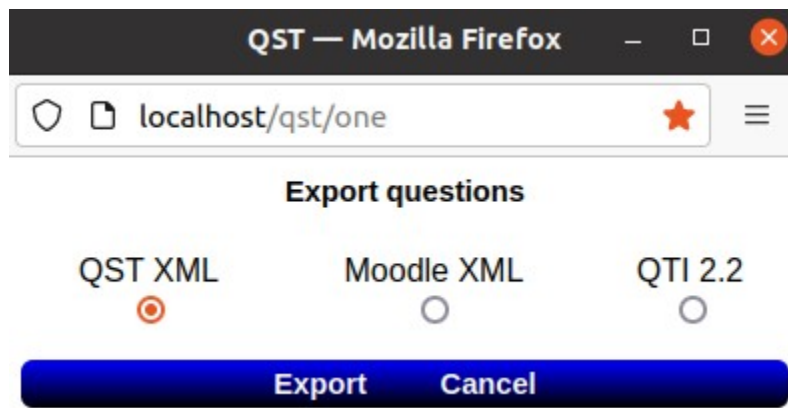 QST — Mozilla Firefox
localhost/qst/one
Export questions
QST XML Moodle XML QTI 2.2
Export Cancel